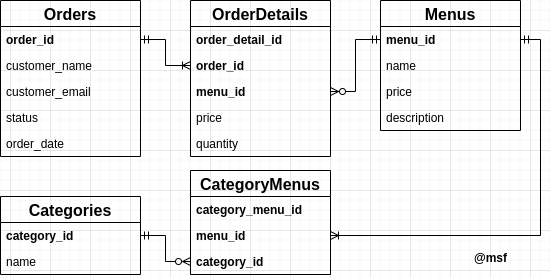 Orders
order_id
customer_name
customer_email
status
order_date
OrderDetails
order_detail_id
order_id
menu_id
price
quantity
Menus
menu_id
name
price
description
Categories
category_id
name
CategoryMenus
category_menu_id
menu_id
category_id
@msf